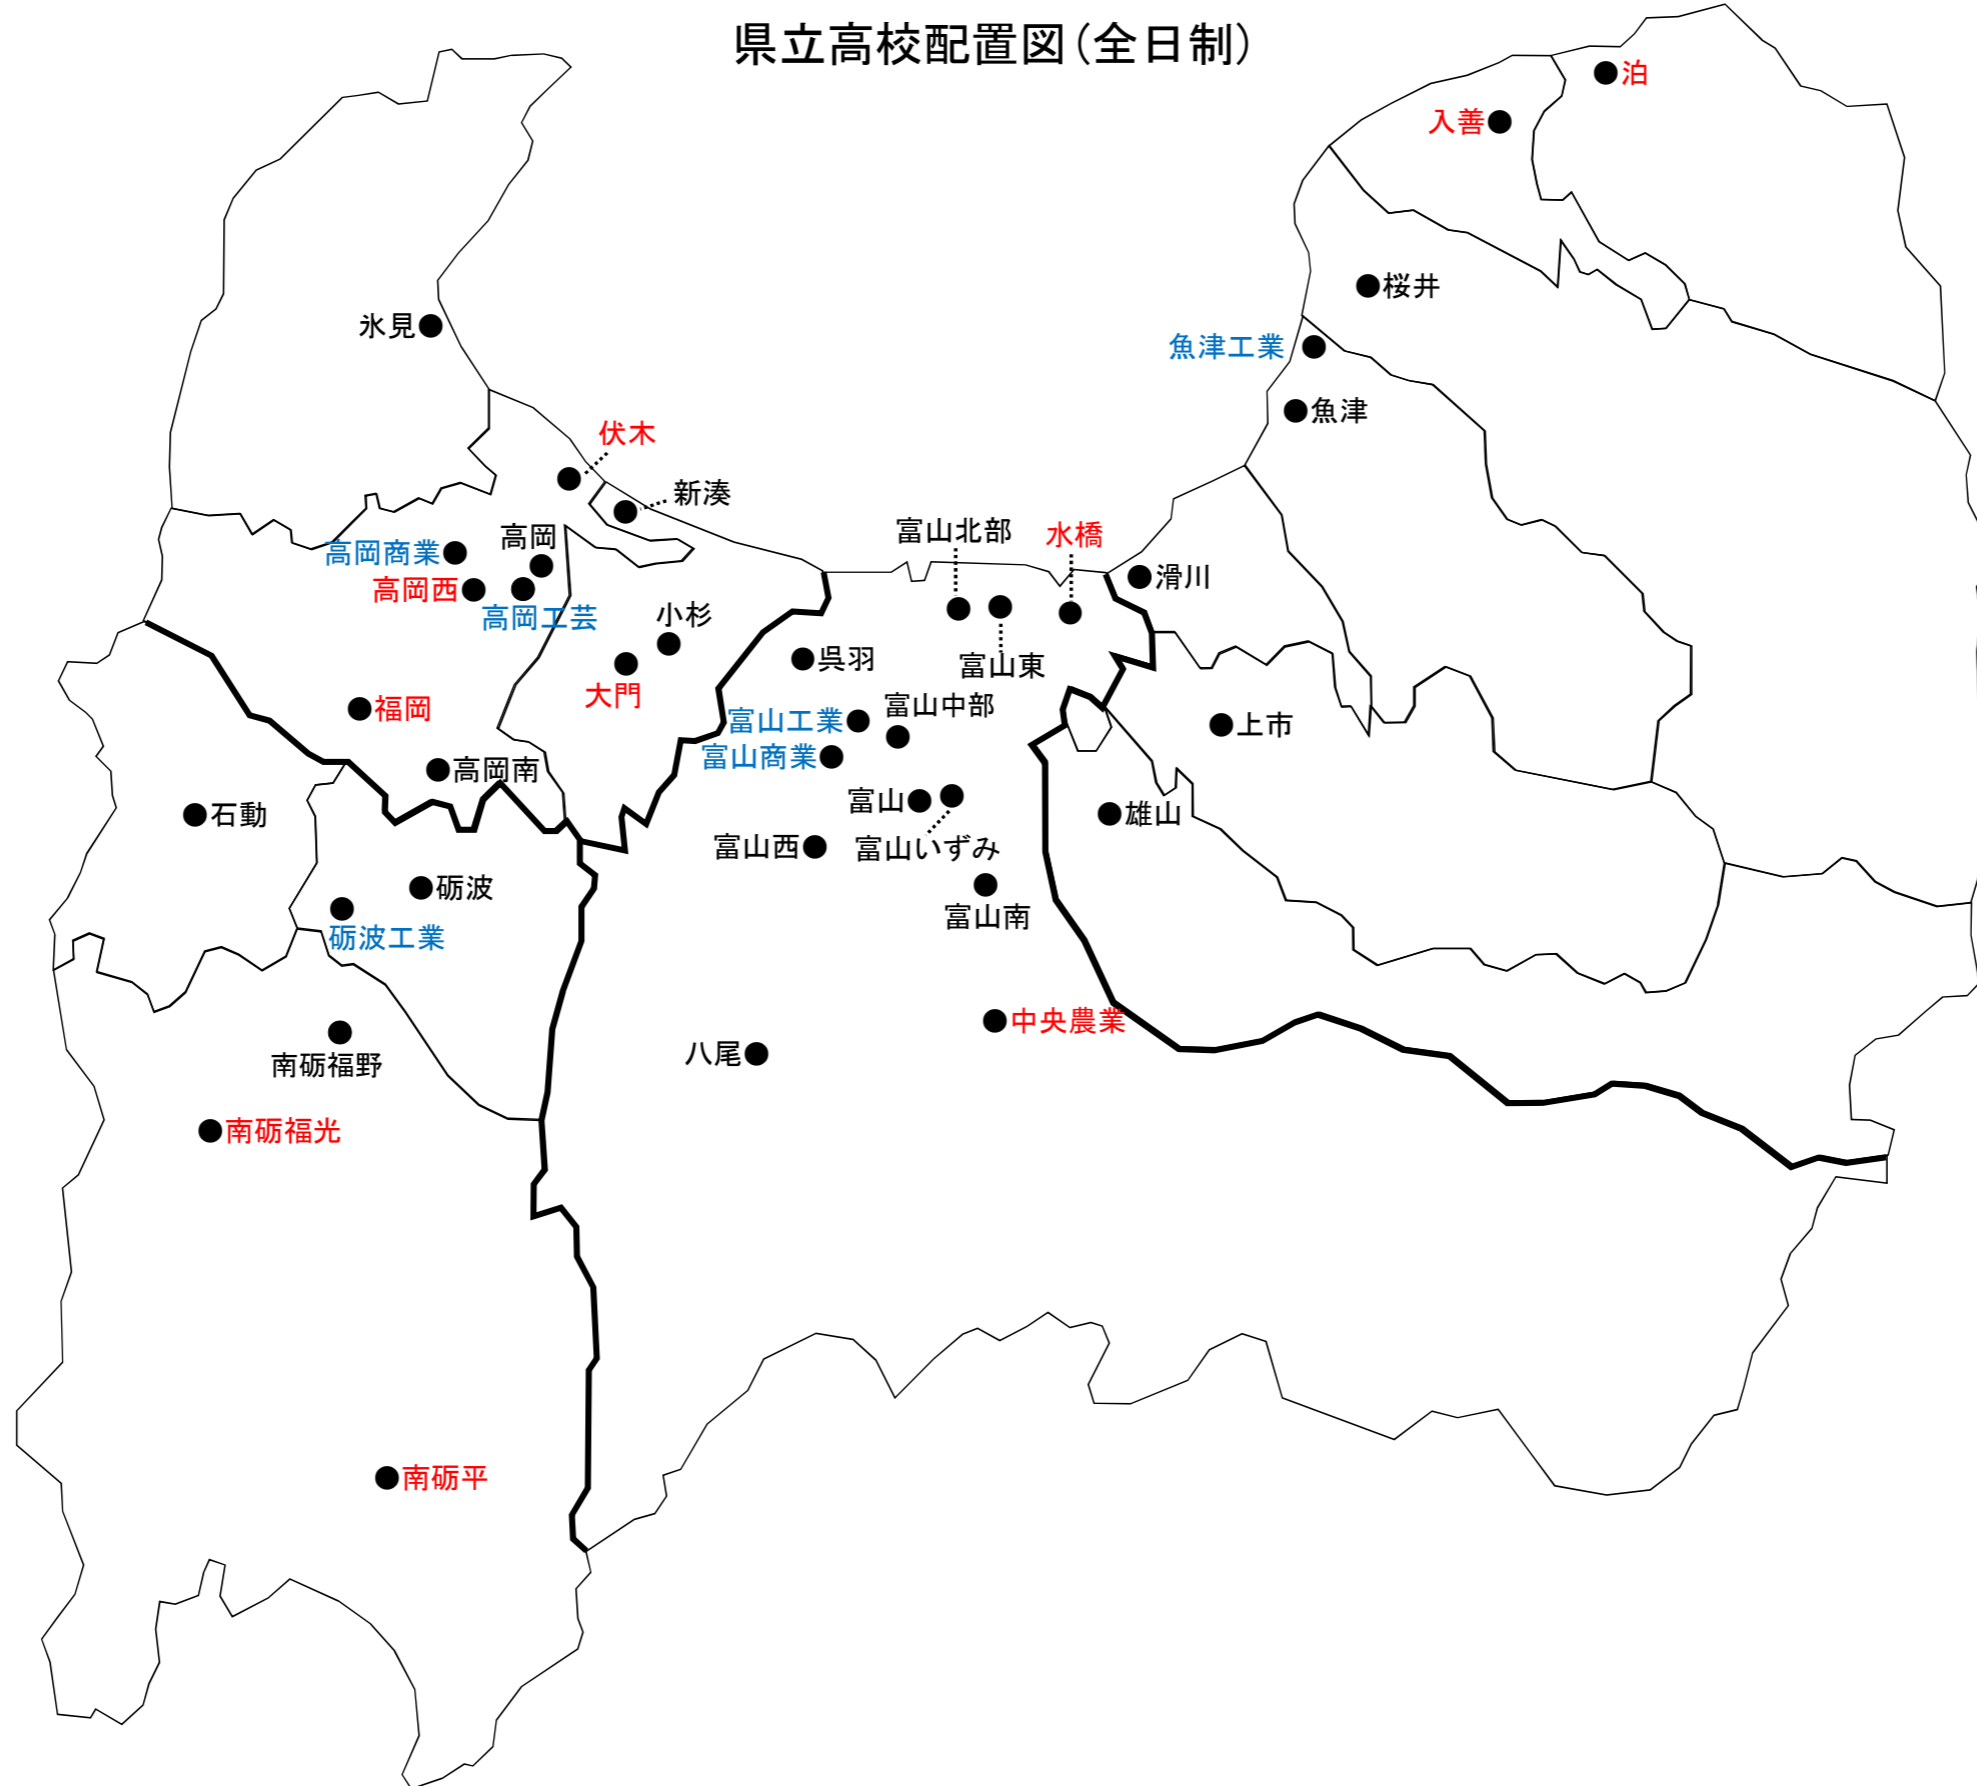 県立高校配置図（全日制）
泊
入善
桜井
氷見
魚津工業
魚津
伏木
新湊
高岡
富山北部
水橋
高岡商業
滑川
高岡西
高岡工芸
小杉
呉羽
富山東
大門
福岡
富山中部
富山工業
上市
富山商業
高岡南
富山
石動
雄山
富山西
富山いずみ
砺波
富山南
砺波工業
中央農業
八尾
南砺福野
南砺福光
南砺平